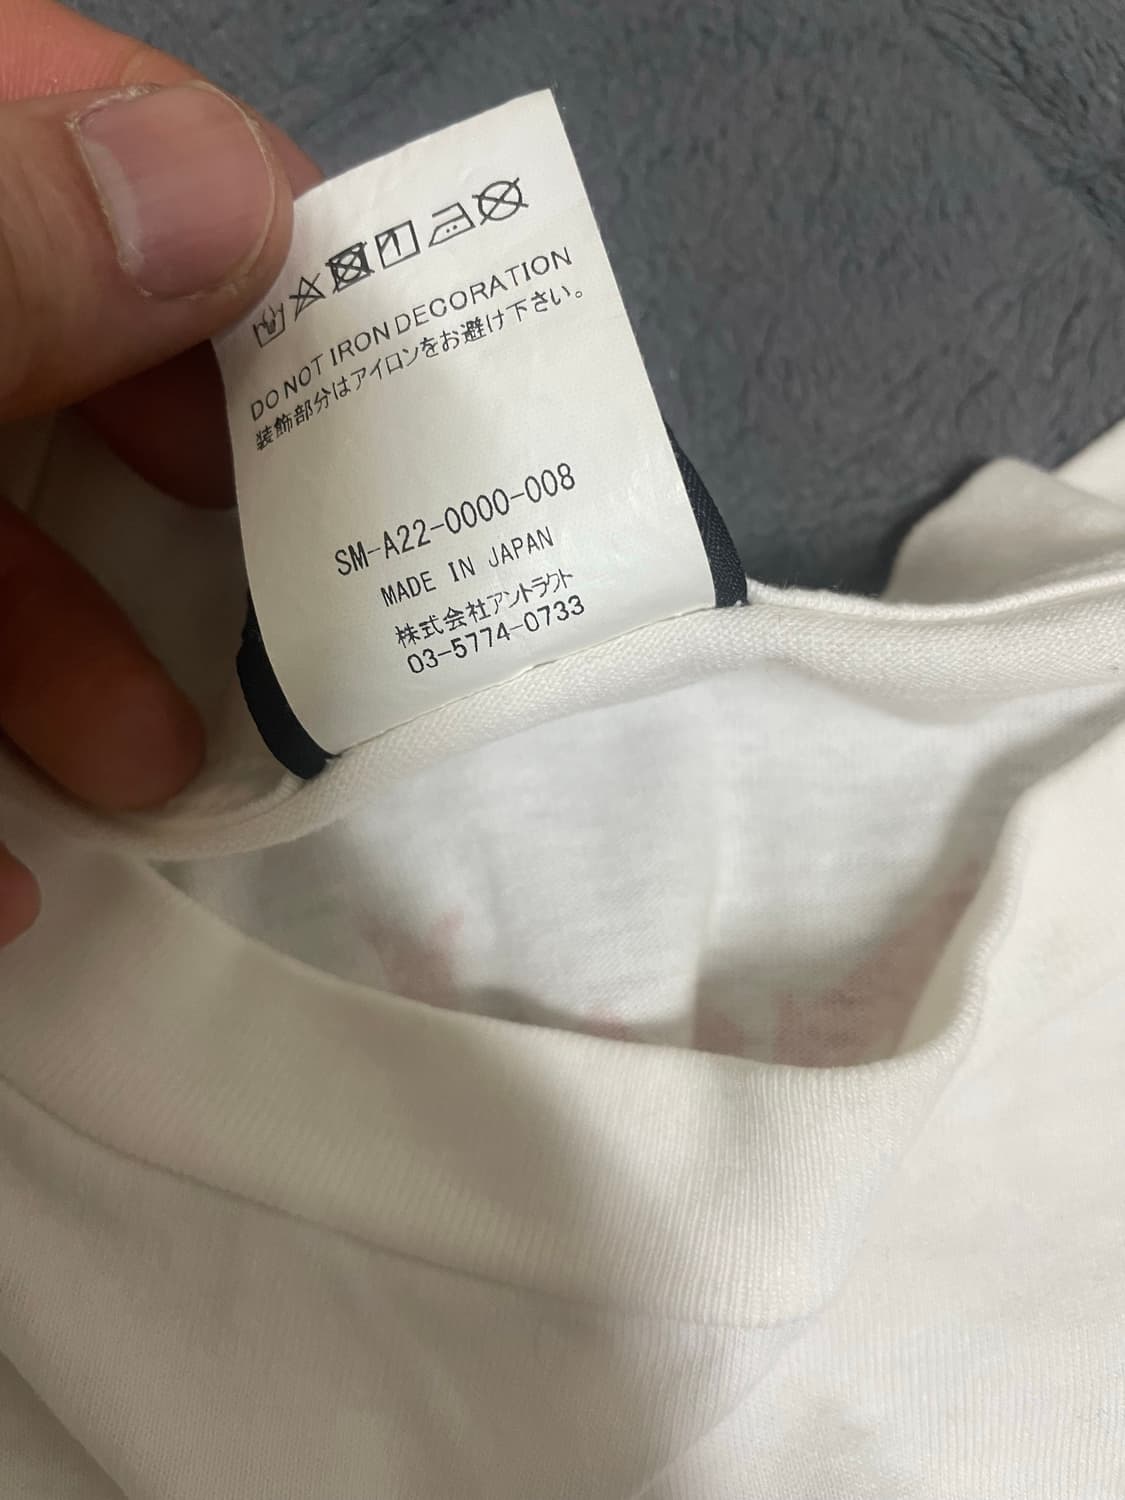 DO NOT IRON DECORATION
装飾部分はアイロンをお避け下さい。
SM-A22-0000-008
MADE IN JAPAN
株式会社アントラクト
03-5774-0733